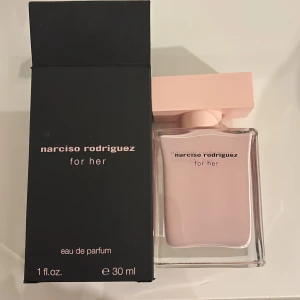 narciso rodriguez
for her
eau de parfum
1 fl.oz. ℮ 30 ml
narciso rodriguez
for her